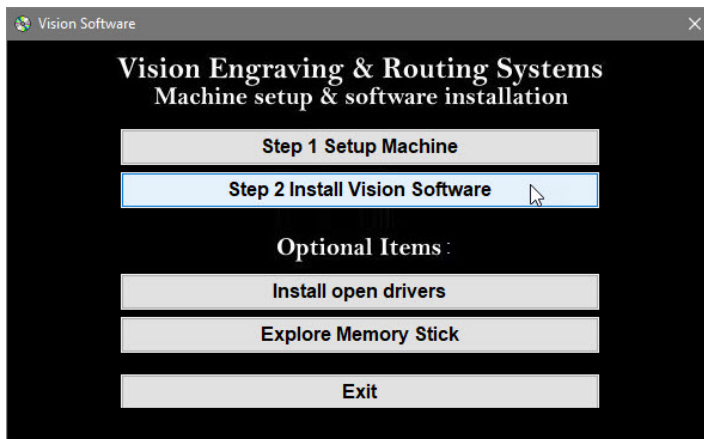 Vision Software
Vision Engraving & Routing Systems
Machine setup & software installation
Step 1 Setup Machine
Step 2 Install Vision Software
Optional Items:
Install open drivers
Explore Memory Stick
Exit